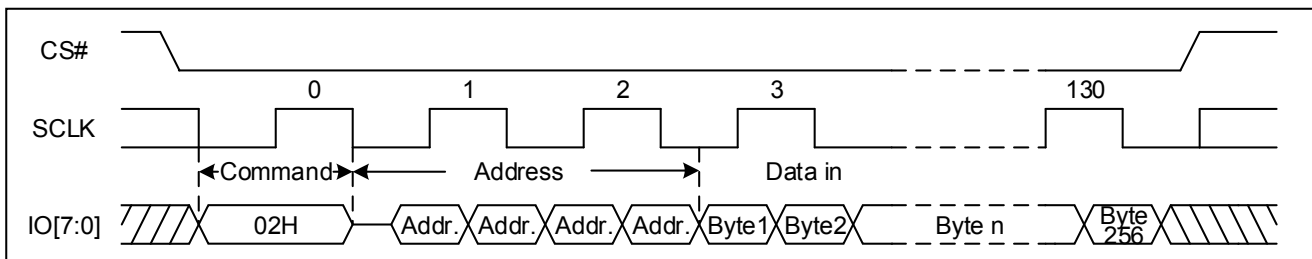 CS#
0 1 2 3 130
SCLK
Command Address Data in
IO[7:0] 02H Addr. Addr. Addr. Addr. Byte1 Byte2 Byte n Byte
256